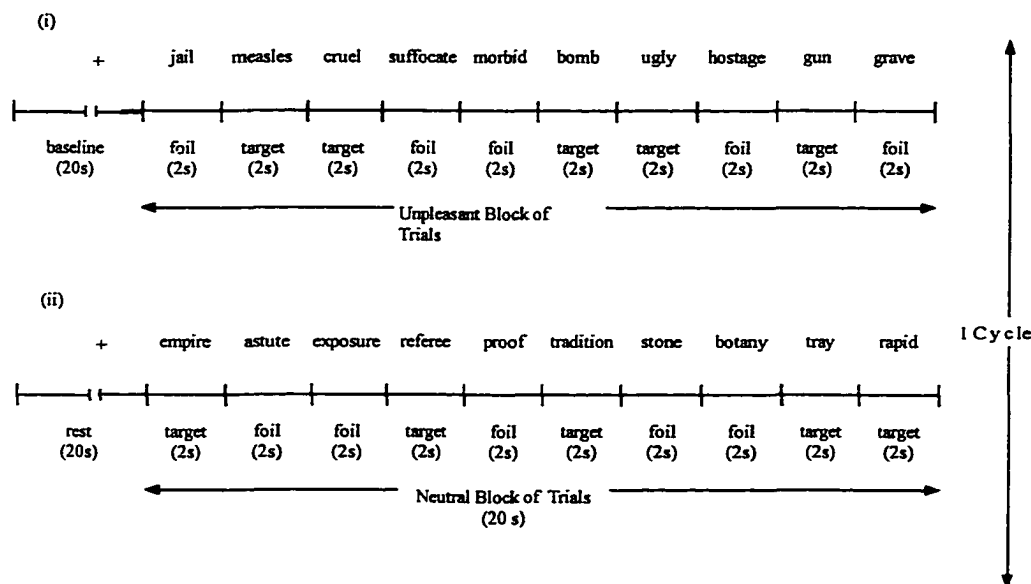 (i)
+ jail measles cruel suffocate morbid bomb ugly hostage gun grave
baseline foil target target foil foil target target foil target foil
(20s) (2s) (2s) (2s) (2s) (2s) (2s) (2s) (2s) (2s) (2s)
Unpleasant Block of
Trials
(ii)
1 Cycle
+ empire astute exposure referee proof tradition stone botany tray rapid
rest target foil foil target foil target foil foil target target
(20s) (2s) (2s) (2s) (2s) (2s) (2s) (2s) (2s) (2s) (2s)
Neutral Block of Trials
(20 s)